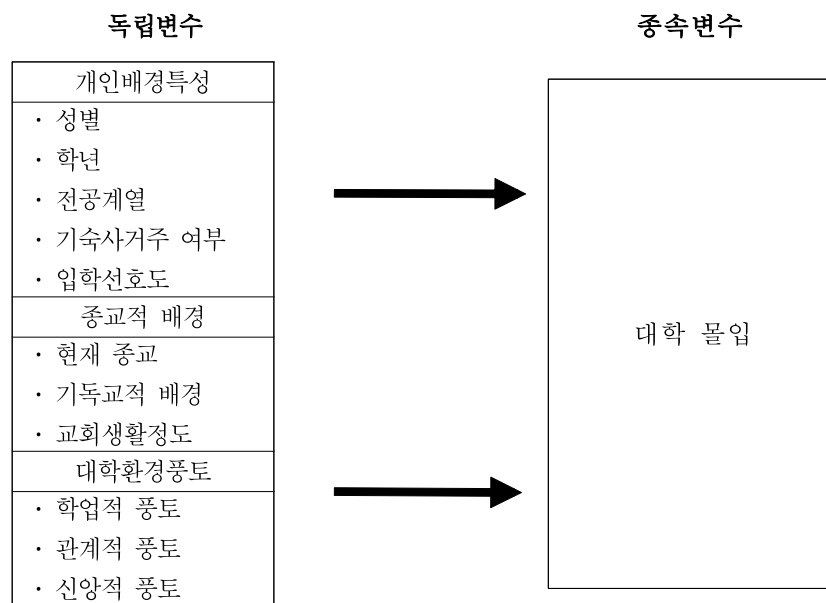 독립변수
종속변수
개인배경특성
· 성별
· 학년
· 전공계열
· 기숙사거주 여부
· 입학선호도
종교적 배경
· 현재 종교
· 기독교적 배경
· 교회생활정도
대학환경풍토
· 학업적 풍토
· 관계적 풍토
· 신앙적 풍토
대학 몰입